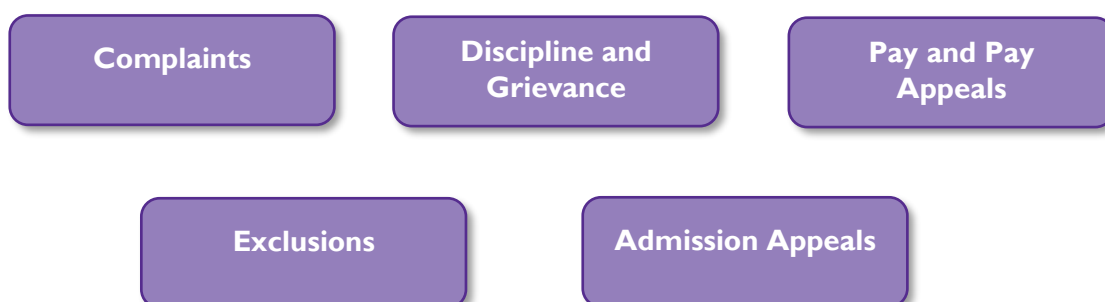 Complaints
Discipline and
Grievance
Pay and Pay
Appeals
Exclusions
Admission Appeals